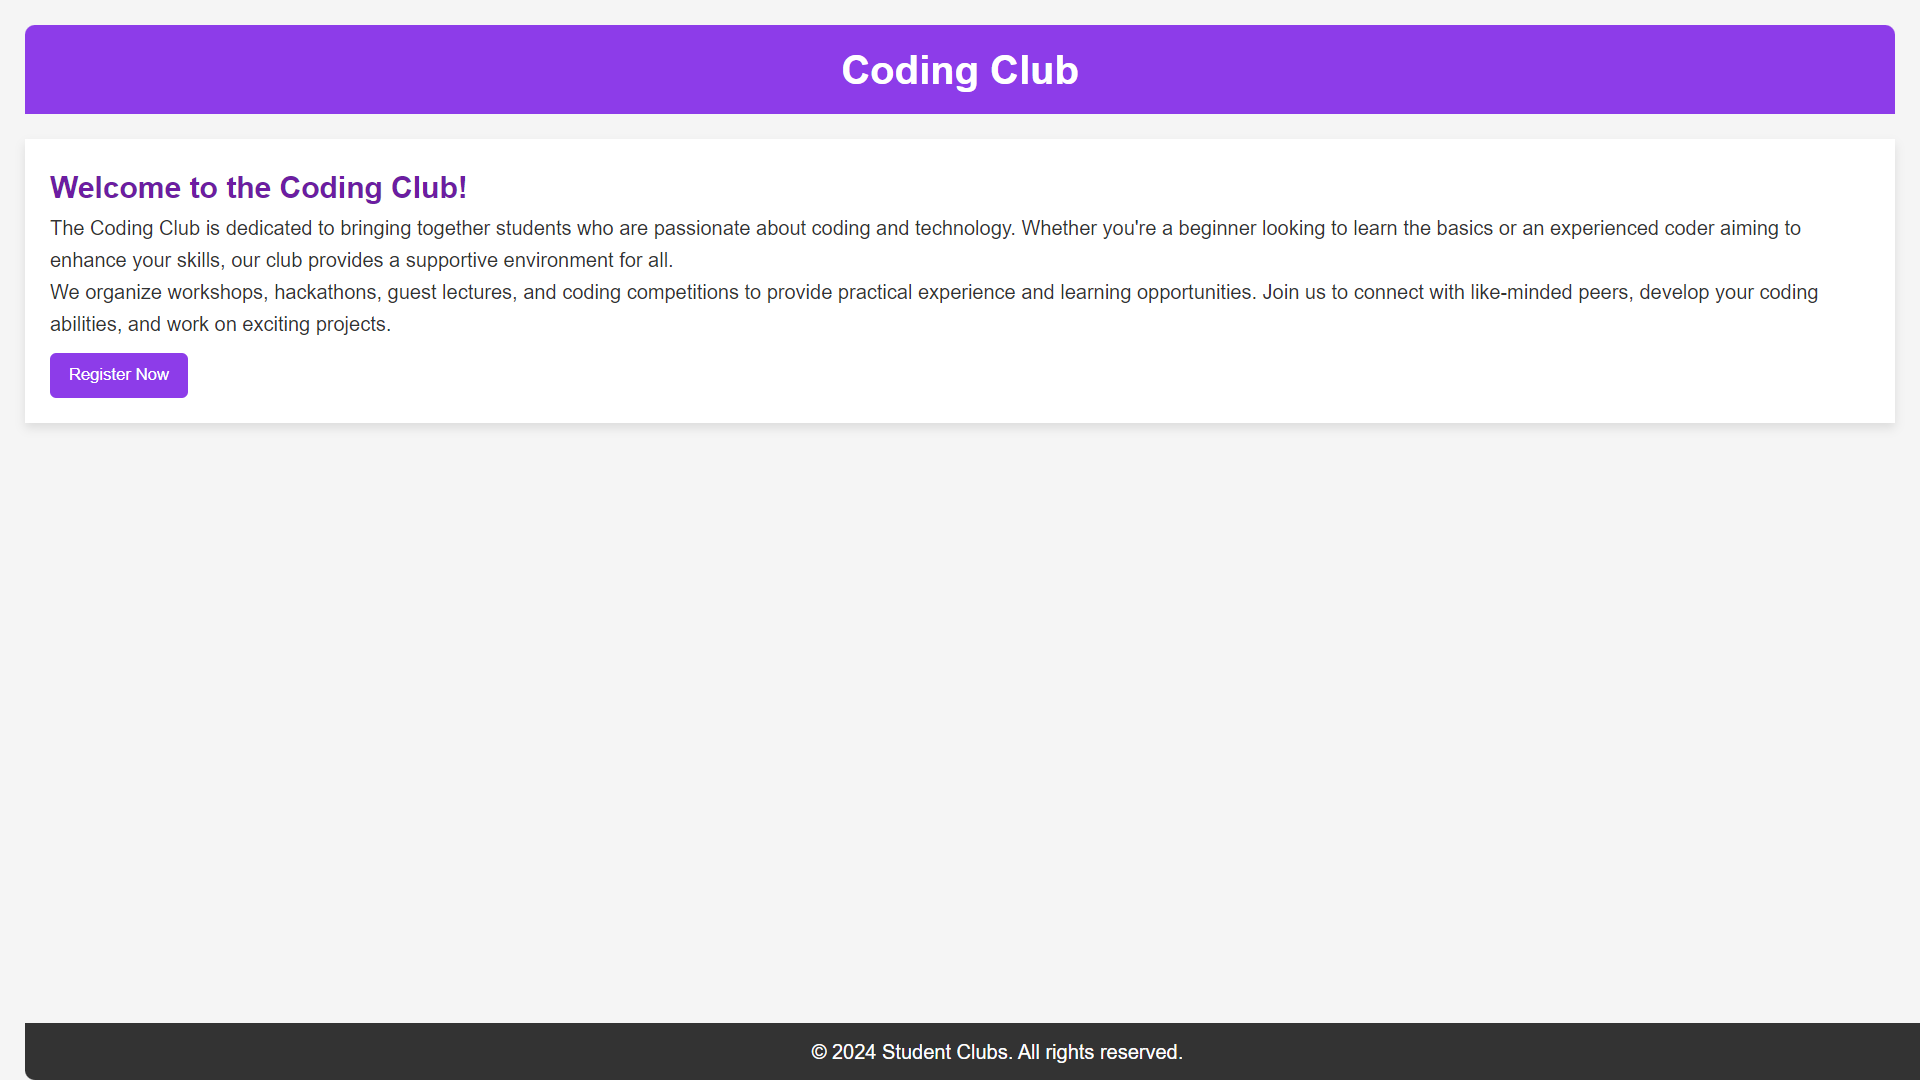 Coding Club
Welcome to the Coding Club!
The Coding Club is dedicated to bringing together students who are passionate about coding and technology. Whether you're a beginner looking to learn the basics or an experienced coder aiming to
enhance your skills, our club provides a supportive environment for all.
We organize workshops, hackathons, guest lectures, and coding competitions to provide practical experience and learning opportunities. Join us to connect with like-minded peers, develop your coding
abilities, and work on exciting projects.
Register Now
© 2024 Student Clubs. All rights reserved.